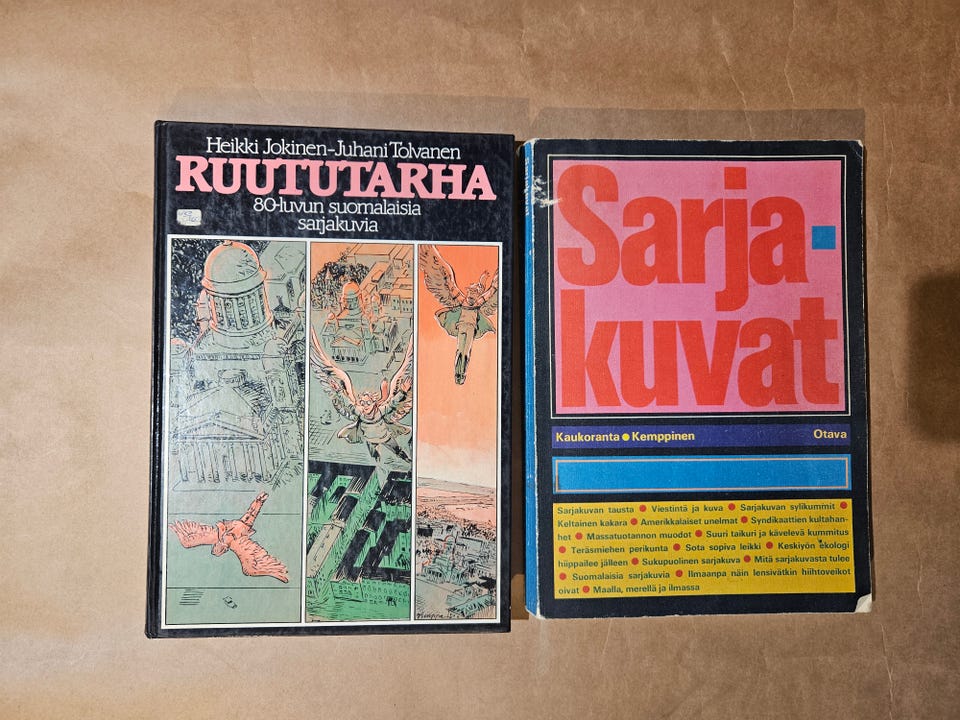 Heikki Jokinen-Juhani Tolvanen
RUUTUTARHA
80-luvun suomalaisia
sarjakuvia
Sarja-
kuvat
Kaukoranta ● Kemppinen Otava
Sarjakuvan tausta ● Viestintä ja kuva ● Sarjakuvan sylikummit ●
Keltainen kakara ● Amerikkalaiset unelmat ● Syndikaattien kultahan-
het ● Massatuotannon muodot ● Suuri taikuri ja kävelevä kummitus
● Teräsmiehen perikunta ● Sota sopiva leikki ● Keskiyön ekologi
hiippailee jälleen ● Sukupuolinen sarjakuva ● Mitä sarjakuvasta tulee
● Suomalaisia sarjakuvia ● Ilmaanpa näin lensivätkin hiihtoveikot
oivat ● Maalla, merellä ja ilmassa